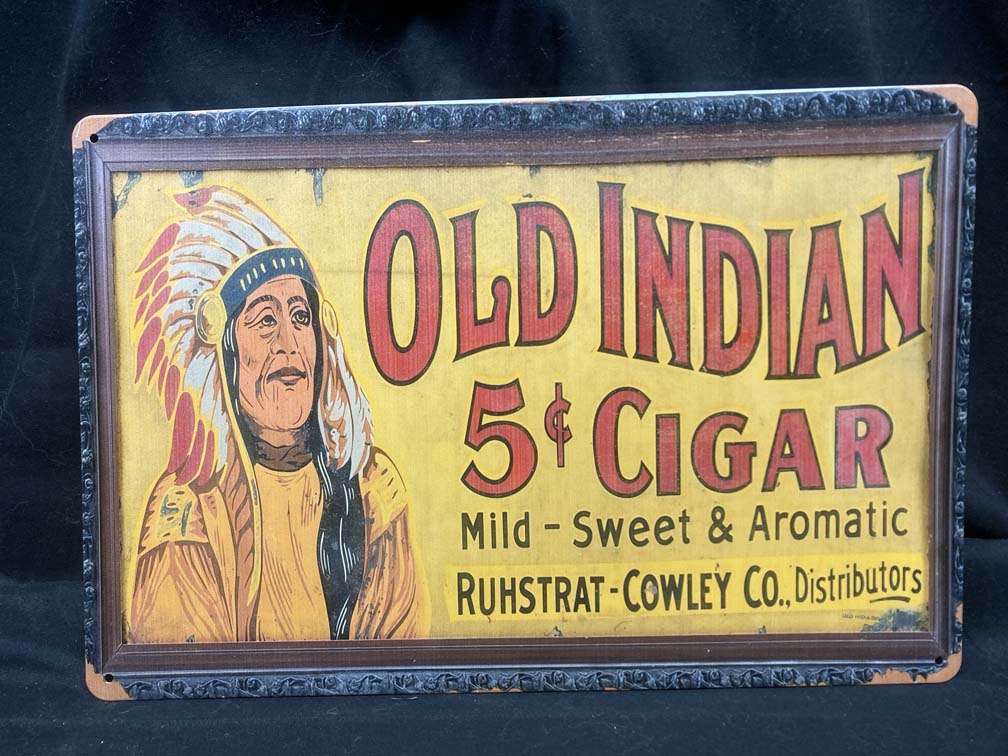 OLD INDIAN
5¢ CIGAR
Mild - Sweet & Aromatic
RUHSTRAT-COWLEY CO., Distributors